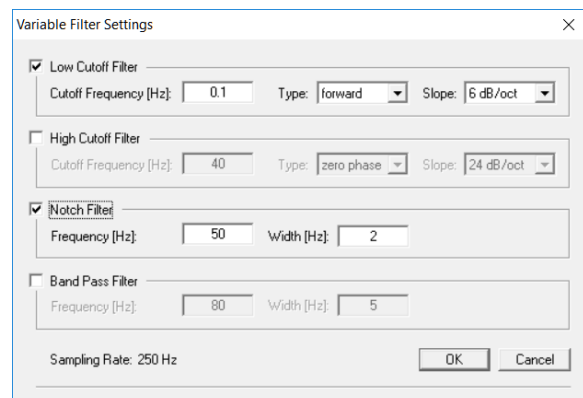 Variable Filter Settings
Low Cutoff Filter
Cutoff Frequency [Hz]: 0.1 Type: forward Slope: 6 dB/oct
High Cutoff Filter
Cutoff Frequency [Hz]: 40 Type: zero phase Slope: 24 dB/oct
Notch Filter
Frequency [Hz]: 50 Width [Hz]: 2
Band Pass Filter
Frequency [Hz]: 80 Width [Hz]: 5
Sampling Rate: 250 Hz OK Cancel